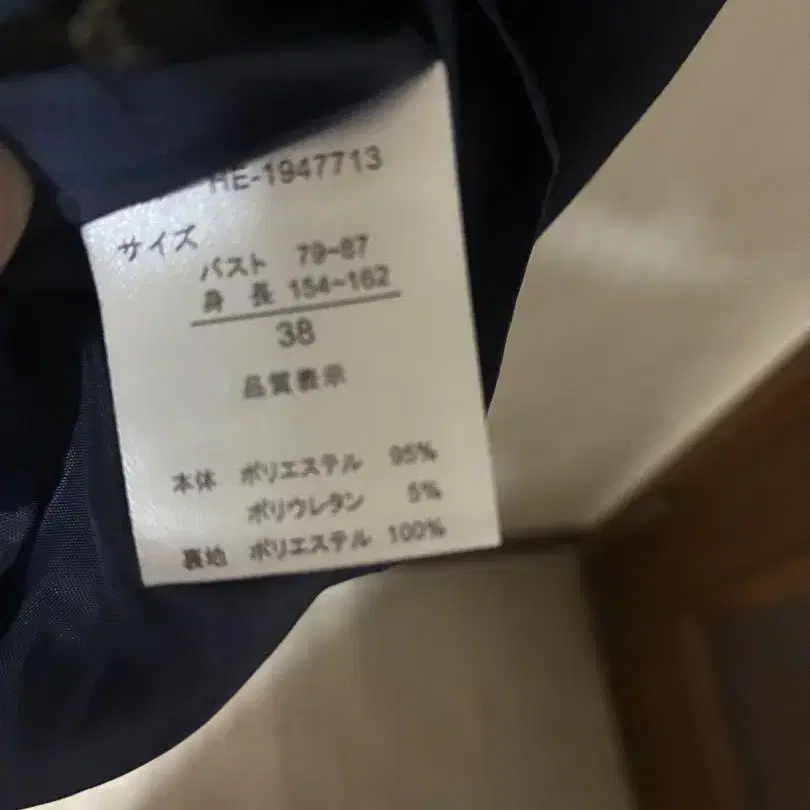 HE-1947713
サイズ
バスト 79~87
身長 154~162
38
品質表示
本体 ポリエステル 95%
ポリウレタン 5%
裏地 ポリエステル 100%